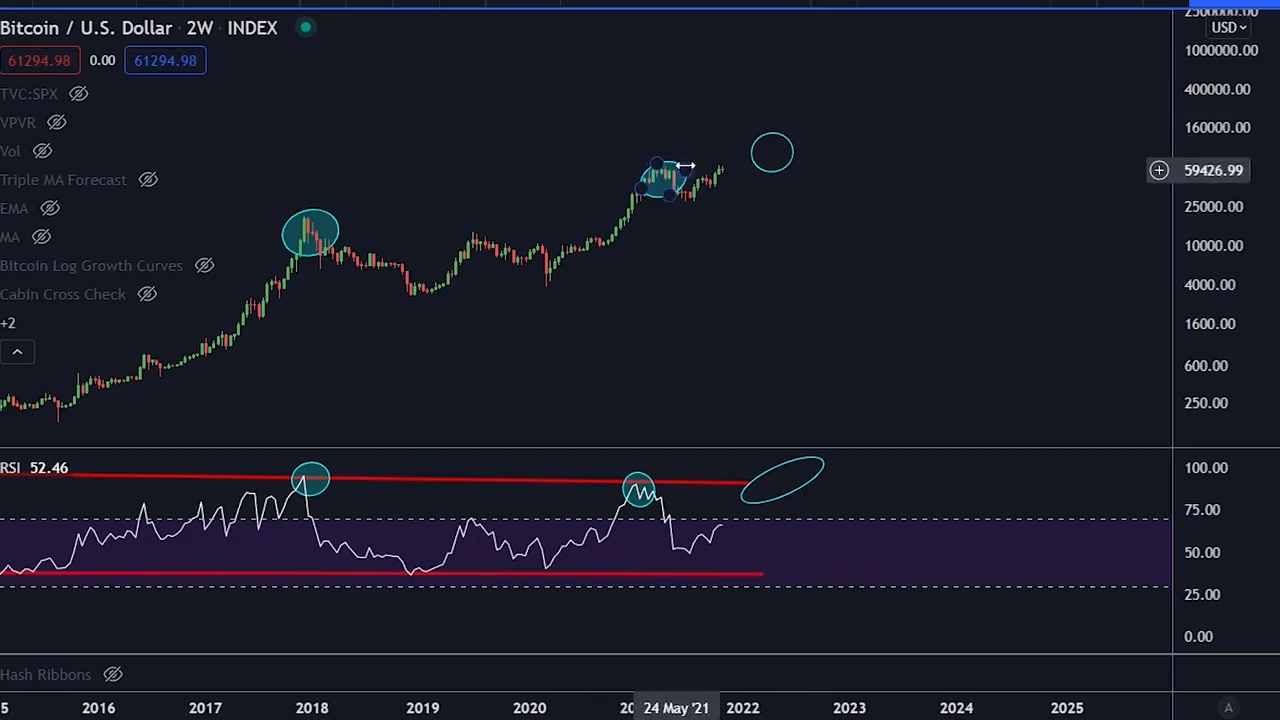 Bitcoin / U.S. Dollar · 2W · INDEX
61294.98 0.00 61294.98
TVC:SPX
VPVR
Vol
Triple MA Forecast
EMA
MA
Bitcoin Log Growth Curves
Cabin Cross Check
+2
USD
1000000.00
400000.00
160000.00
59426.99
25000.00
10000.00
4000.00
1600.00
600.00
250.00
RSI 52.46
100.00
75.00
50.00
25.00
0.00
Hash Ribbons
5 2016 2017 2018 2019 2020 24 May '21 2022 2023 2024 2025 A